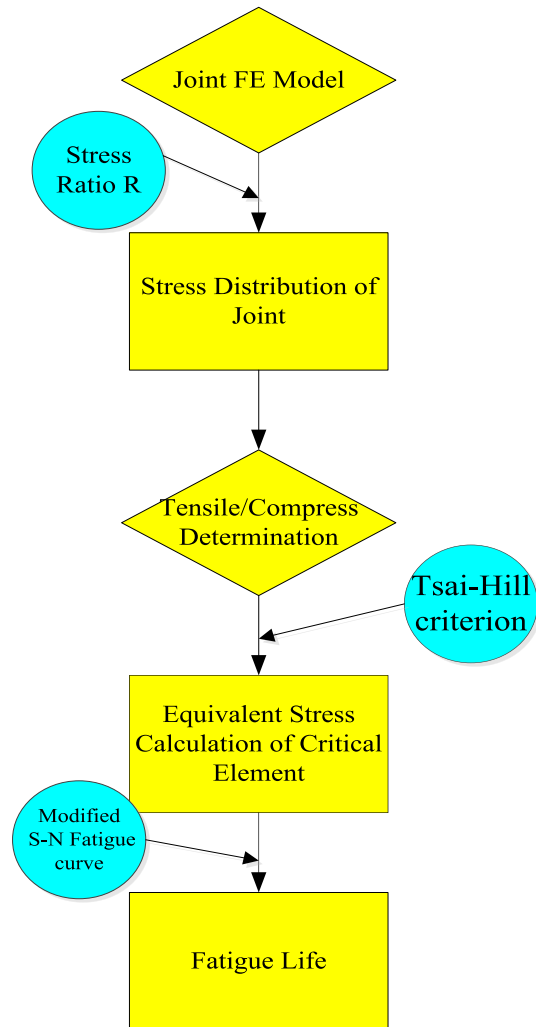 Joint FE Model
Stress
Ratio R
Stress Distribution of
Joint
Tensile/Compress
Determination
Tsai-Hill
criterion
Equivalent Stress
Calculation of Critical
Element
Modified
S-N Fatigue
curve
Fatigue Life